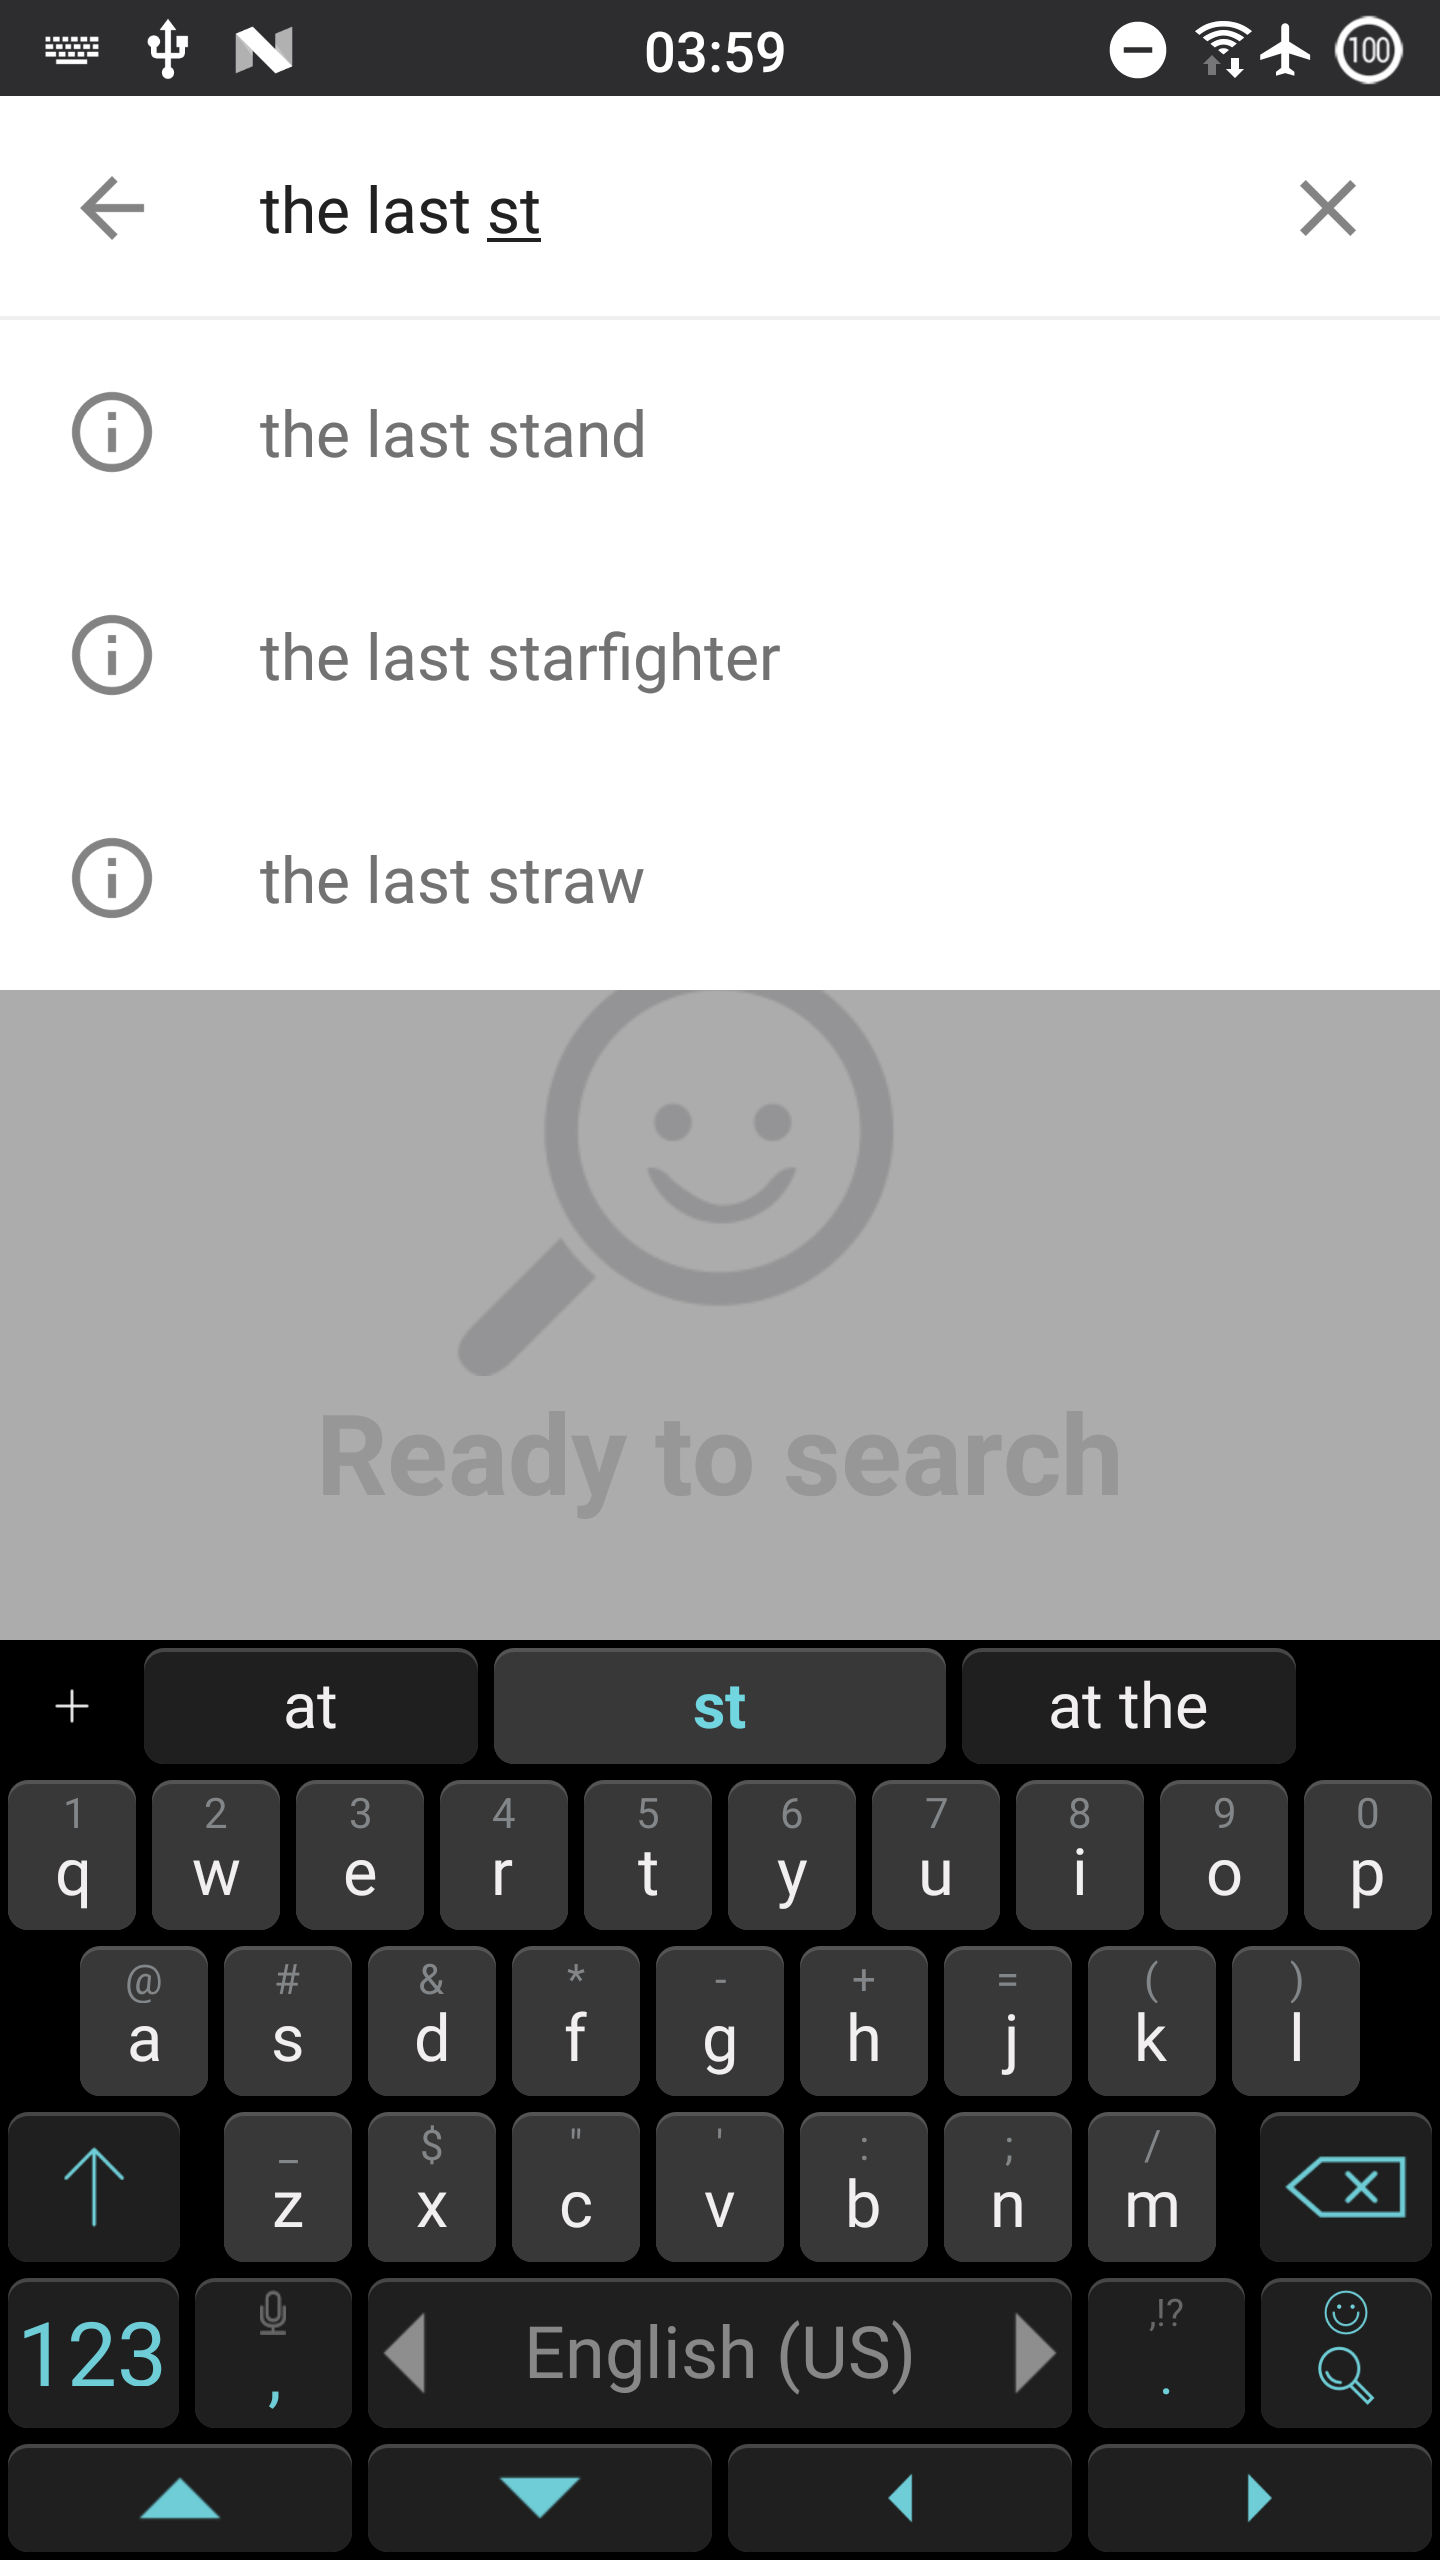 03:59
100
the last st
the last stand
the last starfighter
the last straw
Ready to search
+ at st at the
1 2 3 4 5 6 7 8 9 0
q w e r t y u i o p
@ # & * - + = ( )
a s d f g h j k l
_ $ " ' : ; /
z x c v b n m
,!?
123 , English (US) .